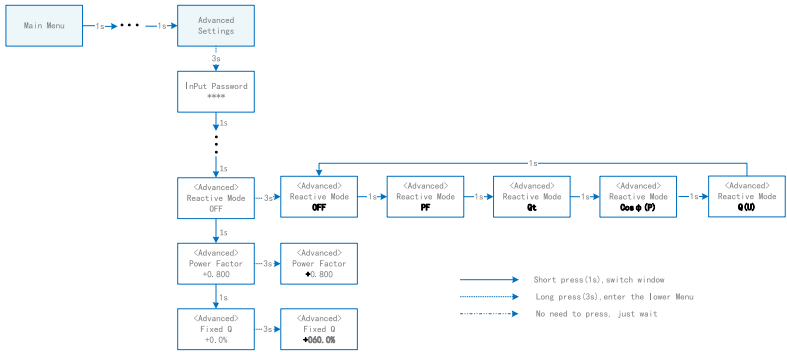 Main Menu
1s
1s
Advanced
Settings
3s
InPut Password
****
1s
1s
<Advanced>
Reactive Mode
OFF
3s
<Advanced>
Reactive Mode
OFF
1s
<Advanced>
Reactive Mode
PF
1s
<Advanced>
Reactive Mode
Qt
1s
<Advanced>
Reactive Mode
Cos φ (P)
1s
<Advanced>
Reactive Mode
Q(U)
1s
1s
<Advanced>
Power Factor
+0.800
3s
<Advanced>
Power Factor
+0.800
1s
<Advanced>
Fixed Q
+0.0%
3s
<Advanced>
Fixed Q
+060.0%
Short press(1s),switch window
Long press(3s),enter the lower Menu
No need to press, just wait